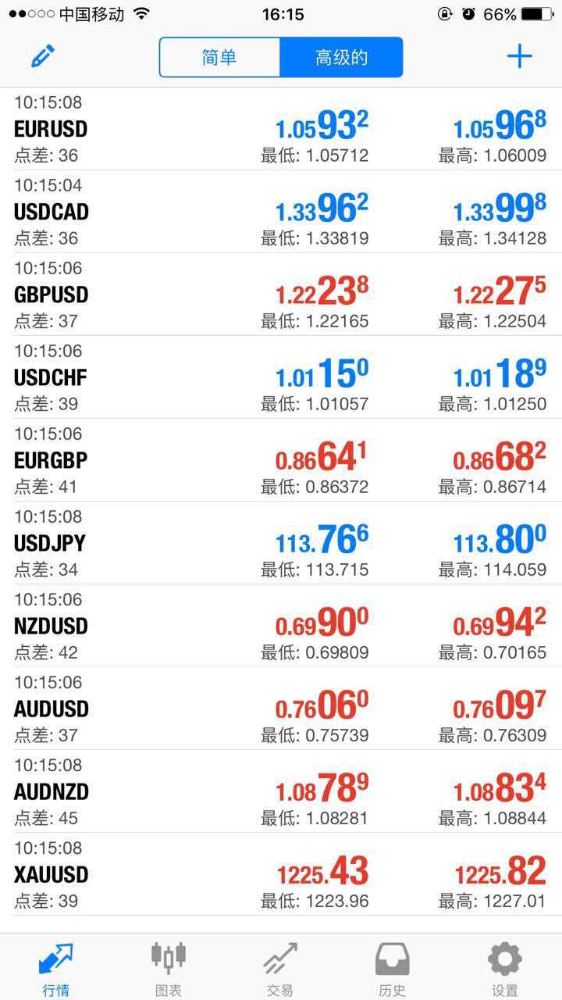 中国移动 16:15 66%
简单 高级的
10:15:08
EURUSD 1.05932 1.05968
点差: 36 最低: 1.05712 最高: 1.06009
10:15:04
USDCAD 1.33962 1.33998
点差: 36 最低: 1.33819 最高: 1.34128
10:15:06
GBPUSD 1.22238 1.22275
点差: 37 最低: 1.22165 最高: 1.22504
10:15:06
USDCHF 1.01150 1.01189
点差: 39 最低: 1.01057 最高: 1.01250
10:15:06
EURGBP 0.86641 0.86682
点差: 41 最低: 0.86372 最高: 0.86714
10:15:08
USDJPY 113.766 113.800
点差: 34 最低: 113.715 最高: 114.059
10:15:06
NZDUSD 0.69900 0.69942
点差: 42 最低: 0.69809 最高: 0.70165
10:15:06
AUDUSD 0.76060 0.76097
点差: 37 最低: 0.75739 最高: 0.76309
10:15:08
AUDNZD 1.08789 1.08834
点差: 45 最低: 1.08281 最高: 1.08844
10:15:08
XAUUSD 1225.43 1225.82
点差: 39 最低: 1223.96 最高: 1227.01
行情 图表 交易 历史 设置